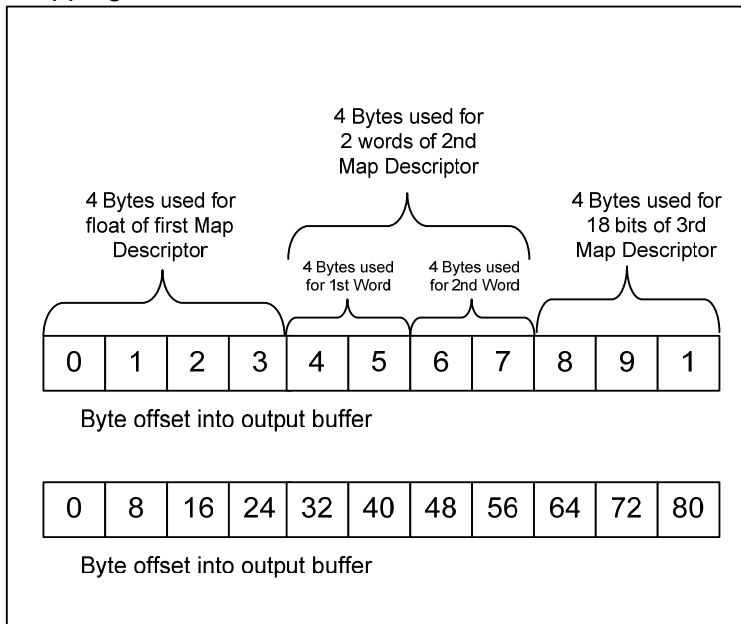 4 Bytes used for
2 words of 2nd
Map Descriptor
4 Bytes used for
float of first Map
Descriptor
4 Bytes used for
18 bits of 3rd
Map Descriptor
4 Bytes used
for 1st Word
4 Bytes used
for 2nd Word
0 1 2 3 4 5 6 7 8 9 1
Byte offset into output buffer
0 8 16 24 32 40 48 56 64 72 80
Byte offset into output buffer